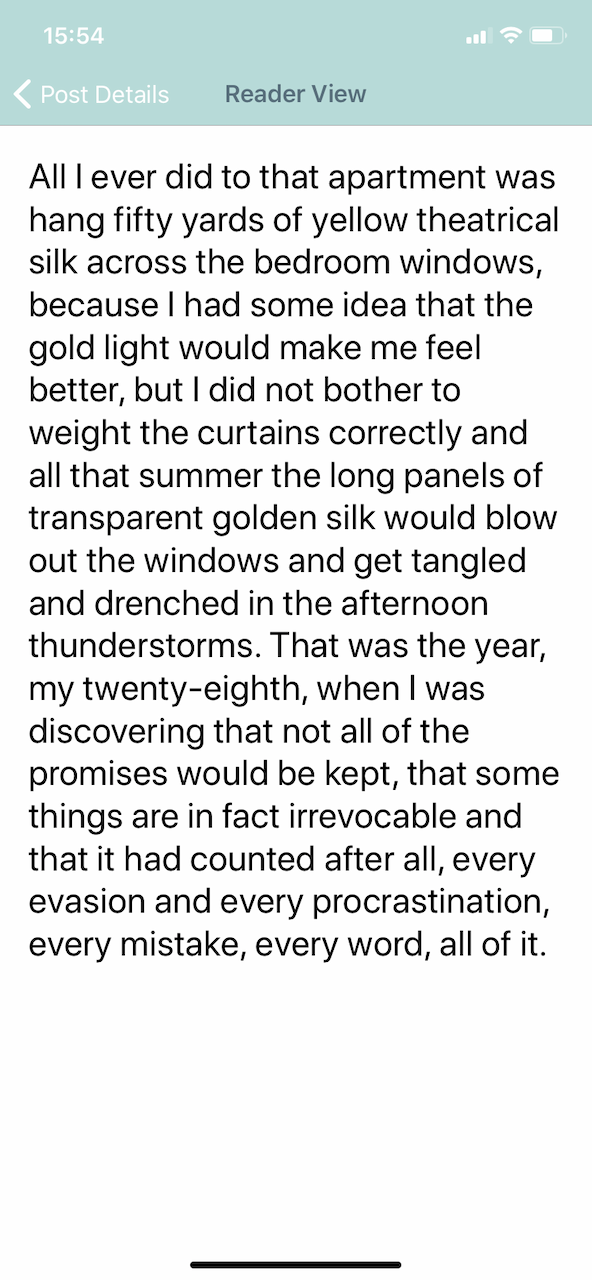 15:54
Post Details
Reader View
All I ever did to that apartment was
hang fifty yards of yellow theatrical
silk across the bedroom windows,
because I had some idea that the
gold light would make me feel
better, but I did not bother to
weight the curtains correctly and
all that summer the long panels of
transparent golden silk would blow
out the windows and get tangled
and drenched in the afternoon
thunderstorms. That was the year,
my twenty-eighth, when I was
discovering that not all of the
promises would be kept, that some
things are in fact irrevocable and
that it had counted after all, every
evasion and every procrastination,
every mistake, every word, all of it.